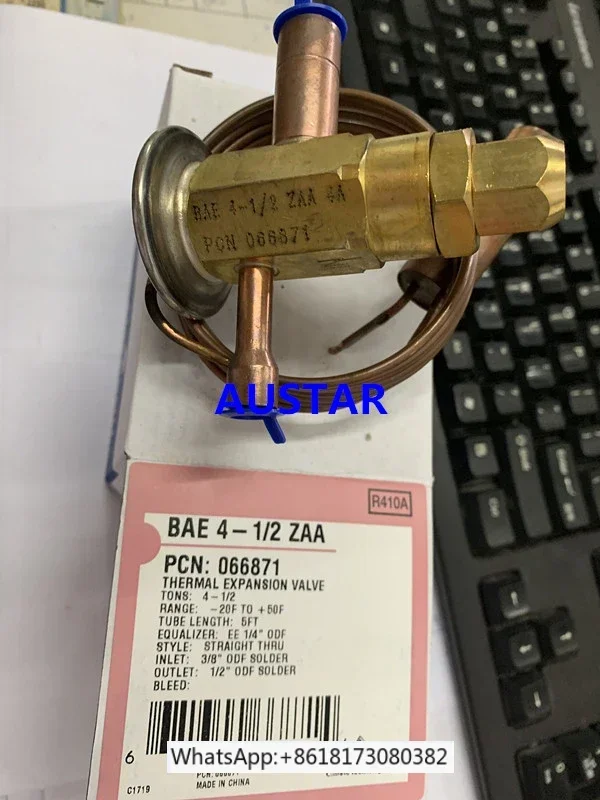 BAE 4-1/2 ZAA 4A
PCN 066871
AUSTAR
R410A
BAE 4-1/2 ZAA
PCN: 066871
THERMAL EXPANSION VALVE
TONS: 4-1/2
RANGE: -20F TO +50F
TUBE LENGTH: 5FT
EQUALIZER: EE 1/4" ODF
STYLE: STRAIGHT THRU
INLET: 3/8" ODF SOLDER
OUTLET: 1/2" ODF SOLDER
BLEED:
6
WhatsApp:+8618173080382
MADE IN CHINA
C1719